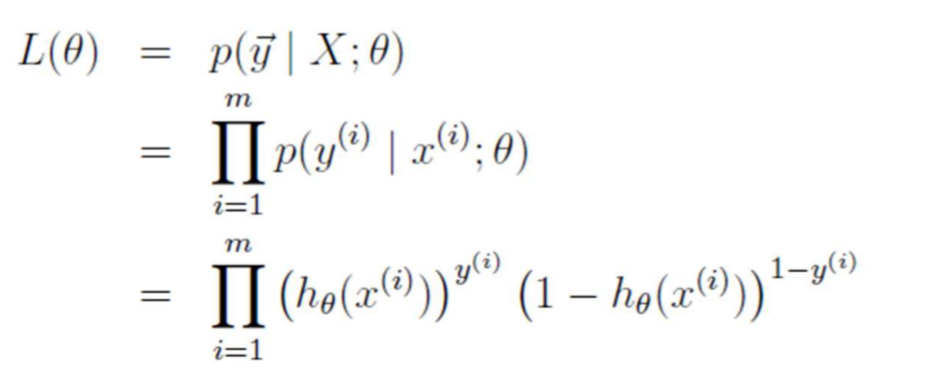 L(θ) = p(y⃗ | X; θ)
= ∏_{i=1}^{m} p(y^{(i)} | x^{(i)}; θ)
= ∏_{i=1}^{m} (h_θ(x^{(i)}))^{y^{(i)}} (1 − h_θ(x^{(i)}))^{1−y^{(i)}}